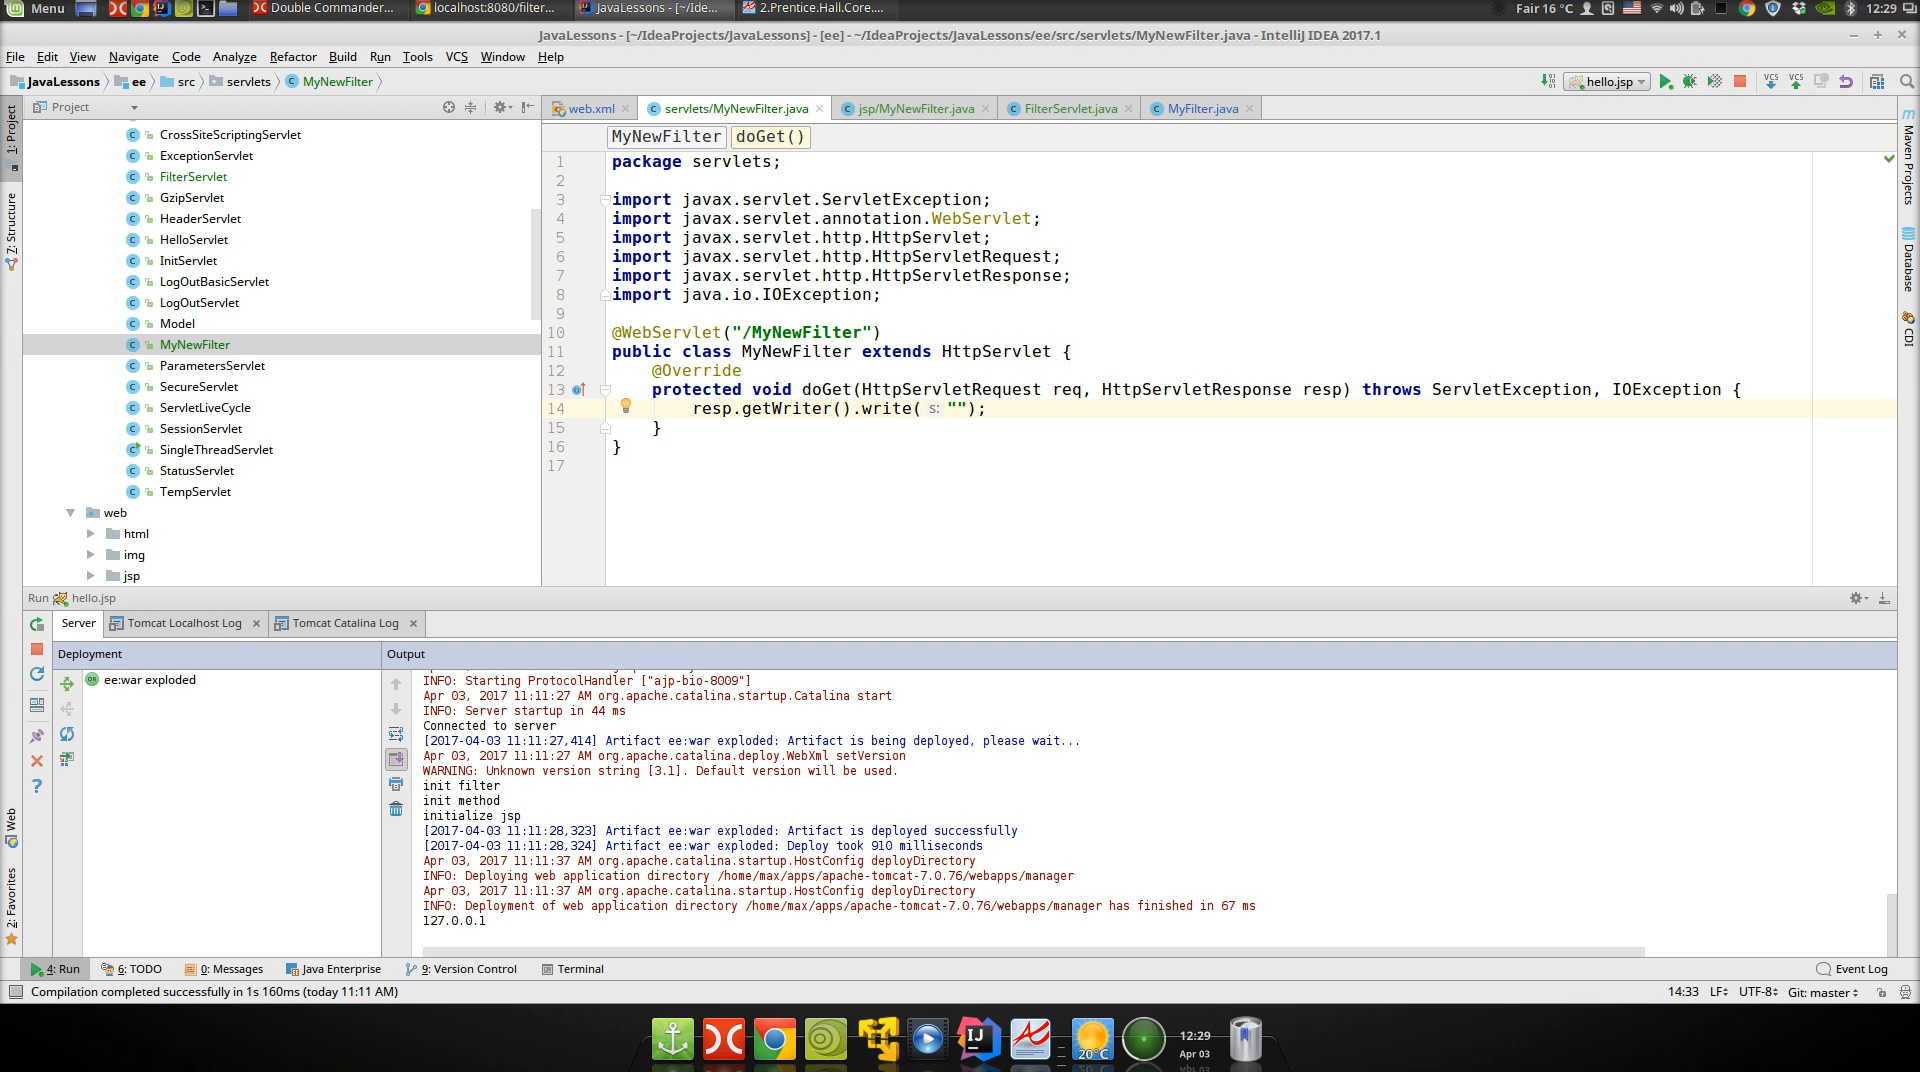 Menu
Double Commander...
localhost:8080/filter...
JavaLessons - [~/Ide...
2.Prentice.Hall.Core....
Fair 16 °C
12:29
JavaLessons - [~/IdeaProjects/JavaLessons] - [ee] - ~/IdeaProjects/JavaLessons/ee/src/servlets/MyNewFilter.java - IntelliJ IDEA 2017.1
File Edit View Navigate Code Analyze Refactor Build Run Tools VCS Window Help
JavaLessons ee src servlets MyNewFilter
hello.jsp
VCS VCS
Project
web.xml
servlets/MyNewFilter.java
jsp/MyNewFilter.java
FilterServlet.java
MyFilter.java
1: Project
7: Structure
Web
2: Favorites
Maven Projects
Database
CDI
CrossSiteScriptingServlet
ExceptionServlet
FilterServlet
GzipServlet
HeaderServlet
HelloServlet
InitServlet
LogOutBasicServlet
LogOutServlet
Model
MyNewFilter
ParametersServlet
SecureServlet
ServletLiveCycle
SessionServlet
SingleThreadServlet
StatusServlet
TempServlet
web
html
img
jsp
MyNewFilter doGet()
1 package servlets;
2
3 import javax.servlet.ServletException;
4 import javax.servlet.annotation.WebServlet;
5 import javax.servlet.http.HttpServlet;
6 import javax.servlet.http.HttpServletRequest;
7 import javax.servlet.http.HttpServletResponse;
8 import java.io.IOException;
9
10 @WebServlet("/MyNewFilter")
11 public class MyNewFilter extends HttpServlet {
12 @Override
13 protected void doGet(HttpServletRequest req, HttpServletResponse resp) throws ServletException, IOException {
14 resp.getWriter().write( s: "");
15 }
16 }
17
Run hello.jsp
Server
Tomcat Localhost Log
Tomcat Catalina Log
Deployment
Output
ee:war exploded
INFO: Starting ProtocolHandler ["ajp-bio-8009"]
Apr 03, 2017 11:11:27 AM org.apache.catalina.startup.Catalina start
INFO: Server startup in 44 ms
Connected to server
[2017-04-03 11:11:27,414] Artifact ee:war exploded: Artifact is being deployed, please wait...
Apr 03, 2017 11:11:27 AM org.apache.catalina.deploy.WebXml setVersion
WARNING: Unknown version string [3.1]. Default version will be used.
init filter
init method
initialize jsp
[2017-04-03 11:11:28,323] Artifact ee:war exploded: Artifact is deployed successfully
[2017-04-03 11:11:28,324] Artifact ee:war exploded: Deploy took 910 milliseconds
Apr 03, 2017 11:11:37 AM org.apache.catalina.startup.HostConfig deployDirectory
INFO: Deploying web application directory /home/max/apps/apache-tomcat-7.0.76/webapps/manager
Apr 03, 2017 11:11:37 AM org.apache.catalina.startup.HostConfig deployDirectory
INFO: Deployment of web application directory /home/max/apps/apache-tomcat-7.0.76/webapps/manager has finished in 67 ms
127.0.0.1
4: Run
6: TODO
0: Messages
Java Enterprise
9: Version Control
Terminal
Event Log
Compilation completed successfully in 1s 160ms (today 11:11 AM)
14:33 LF UTF-8 Git: master
IJ
20°C
12:29
Apr 03